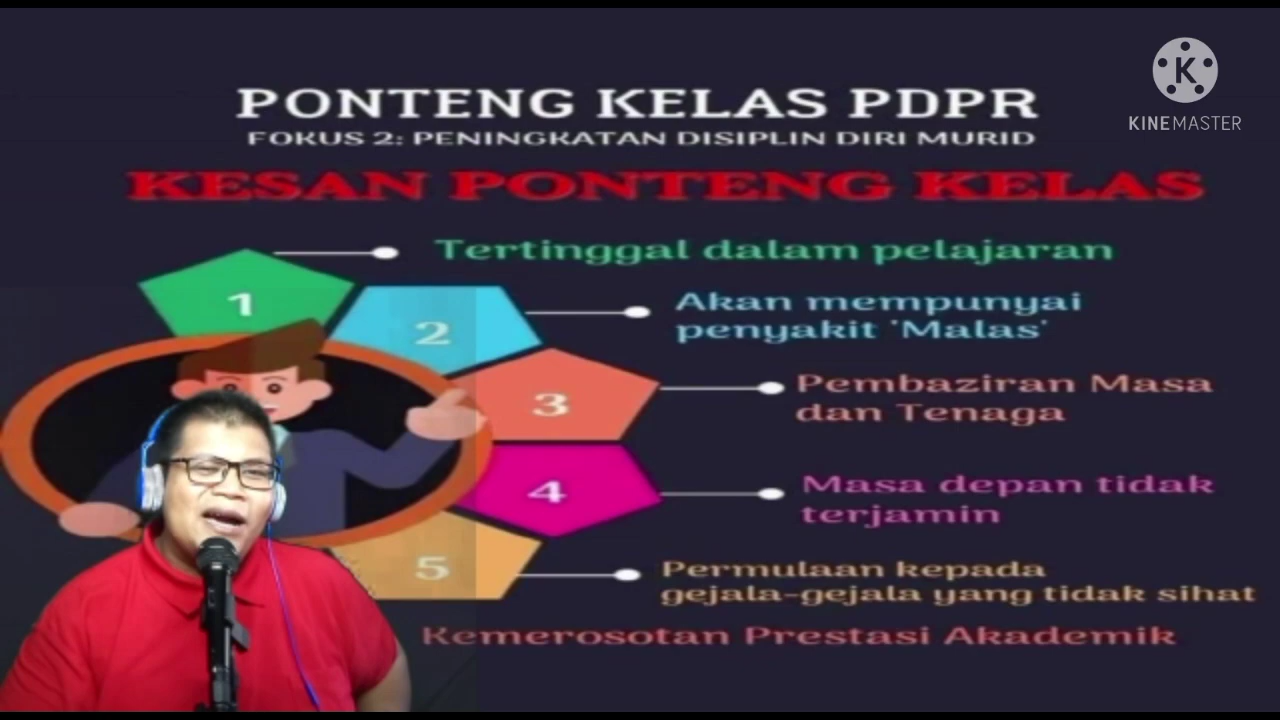 PONTENG KELAS PDPR
FOKUS 2: PENINGKATAN DISIPLIN DIRI MURID
KESAN PONTENG KELAS
K
KINEMASTER
1
Tertinggal dalam pelajaran
2
Akan mempunyai
penyakit 'Malas'
3
Pembaziran Masa
dan Tenaga
4
Masa depan tidak
terjamin
5
Permulaan kepada
gejala-gejala yang tidak sihat
Kemerosotan Prestasi Akademik